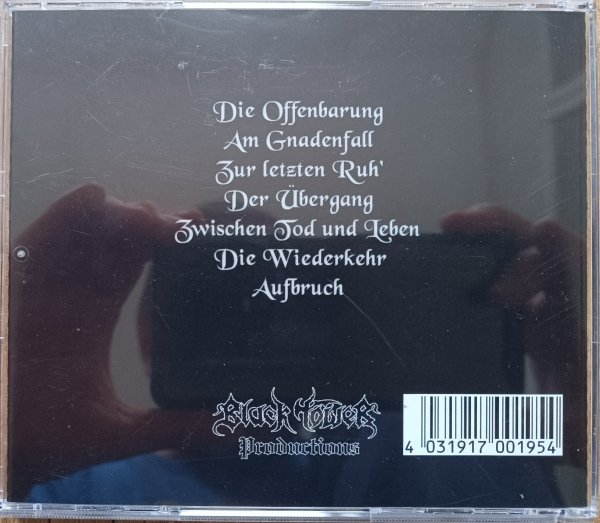 Die Offenbarung
Am Gnadenfall
Zur letzten Ruh'
Der Übergang
Zwischen Tod und Leben
Die Wiederkehr
Aufbruch
Black Tower
Productions
4 031917 001954